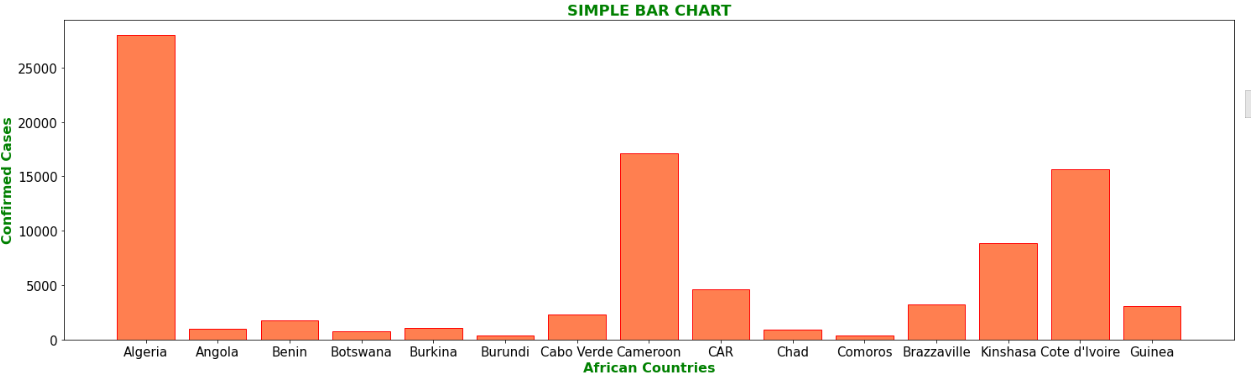 SIMPLE BAR CHART
25000
20000
15000
10000
5000
0
Confirmed Cases
Algeria Angola Benin Botswana Burkina Burundi Cabo Verde Cameroon CAR Chad Comoros Brazzaville Kinshasa Cote d'Ivoire Guinea
African Countries